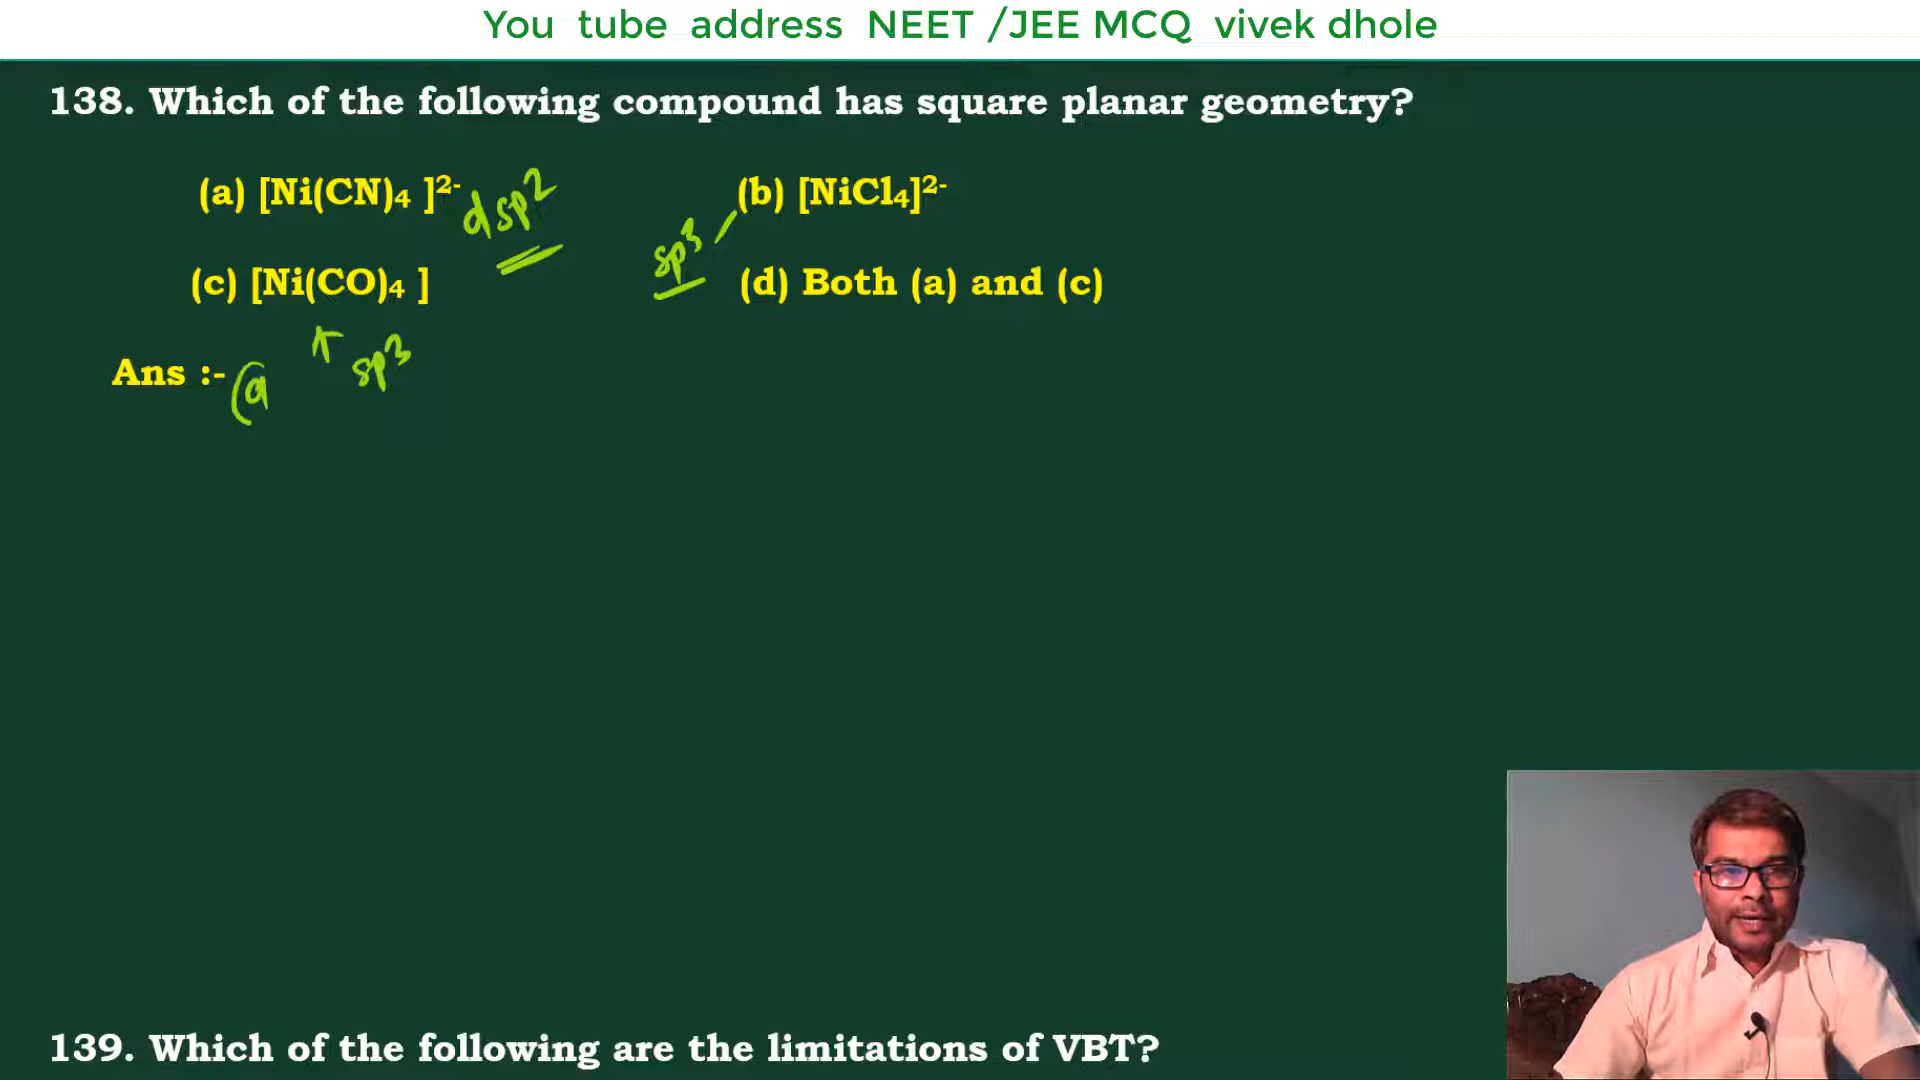 You tube address NEET /JEE MCQ vivek dhole
138. Which of the following compound has square planar geometry?
(a) [Ni(CN)₄ ]²⁻ dsp² (b) [NiCl₄]²⁻
sp³
(c) [Ni(CO)₄ ] (d) Both (a) and (c)
sp³
Ans :- (a
139. Which of the following are the limitations of VBT?